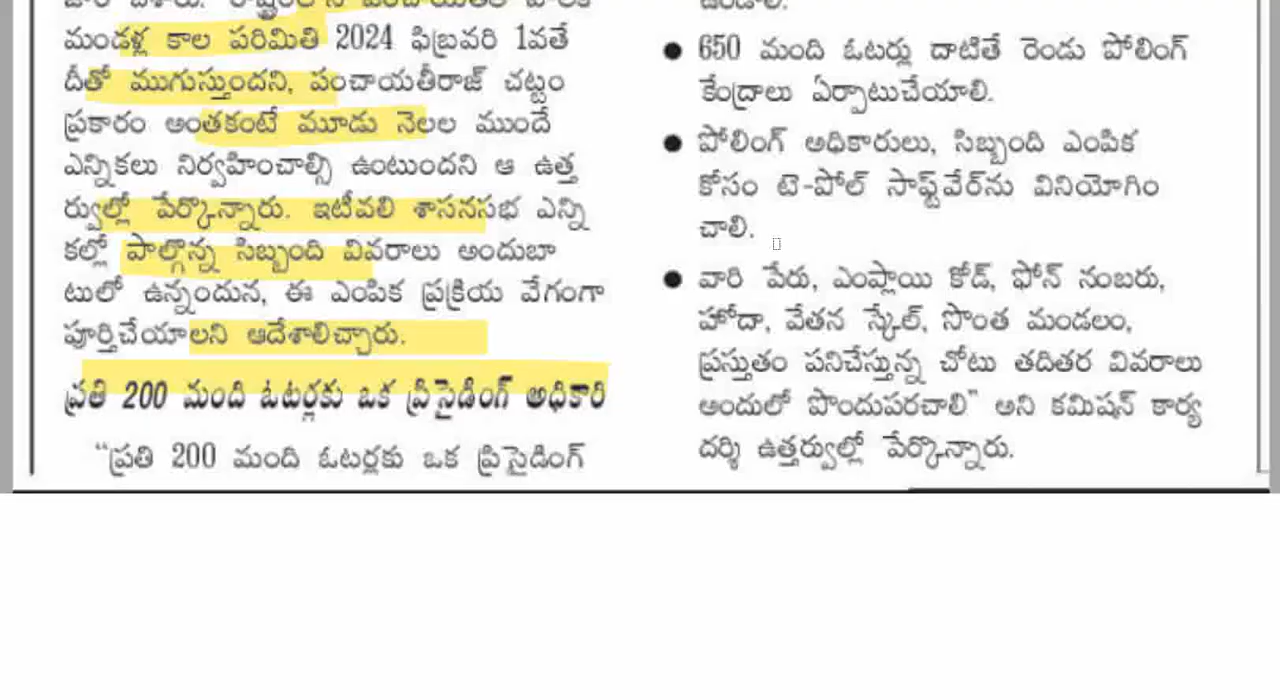 మండళ్ల కాల పరిమితి 2024 ఫిబ్రవరి 1వతే
దీతో ముగుస్తుందని, పంచాయతీరాజ్ చట్టం
ప్రకారం అంతకంటే మూడు నెలల ముందే
ఎన్నికలు నిర్వహించాల్సి ఉంటుందని ఆ ఉత్త
ర్వుల్లో పేర్కొన్నారు. ఇటీవలి శాసనసభ ఎన్ని
కల్లో పాల్గొన్న సిబ్బంది వివరాలు అందుబా
టులో ఉన్నందున, ఈ ఎంపిక ప్రక్రియ వేగంగా
పూర్తిచేయాలని ఆదేశాలిచ్చారు.
ప్రతి 200 మంది ఓటర్లకు ఒక ప్రిసైడింగ్ అధికారి
“ప్రతి 200 మంది ఓటర్లకు ఒక ప్రిసైడింగ్
ఉండాలి.
● 650 మంది ఓటర్లు దాటితే రెండు పోలింగ్
కేంద్రాలు ఏర్పాటుచేయాలి.
● పోలింగ్ అధికారులు, సిబ్బంది ఎంపిక
కోసం టె-పోల్ సాఫ్ట్‌వేర్‌ను వినియోగిం
చాలి.
● వారి పేరు, ఎంప్లాయి కోడ్, ఫోన్ నంబరు,
హోదా, వేతన స్కేల్, సొంత మండలం,
ప్రస్తుతం పనిచేస్తున్న చోటు తదితర వివరాలు
అందులో పొందుపరచాలి” అని కమిషన్ కార్య
దర్శి ఉత్తర్వుల్లో పేర్కొన్నారు.